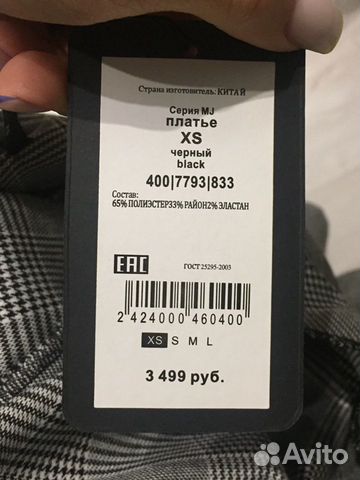 Страна изготовитель: КИТАЙ
Серия MJ
платье
XS
черный
black
400|7793|833
Состав:
65% ПОЛИЭСТЕР33% РАЙОН2% ЭЛАСТАН
EAC
ГОСТ 25295-2003
2 424000 460400
XS S M L
3 499 руб.
Avito